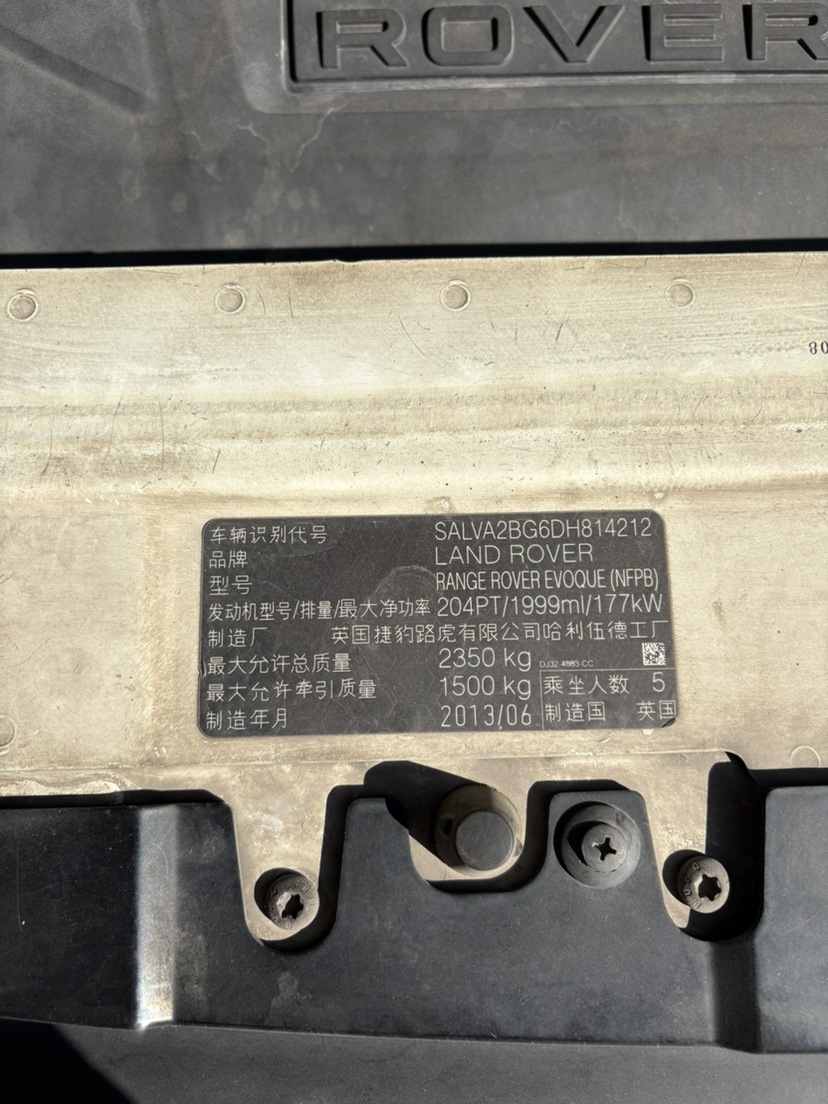 ROVER
08
车辆识别代号 SALVA2BG6DH814212
品牌 LAND ROVER
型号 RANGE ROVER EVOQUE (NFPB)
发动机型号/排量/最大净功率 204PT/1999ml/177kW
制造厂 英国捷豹路虎有限公司哈利伍德工厂
最大允许总质量 2350 kg DJ32-4883-CC
最大允许牵引质量 1500 kg 乘坐人数 5
制造年月 2013/06 制造国 英国